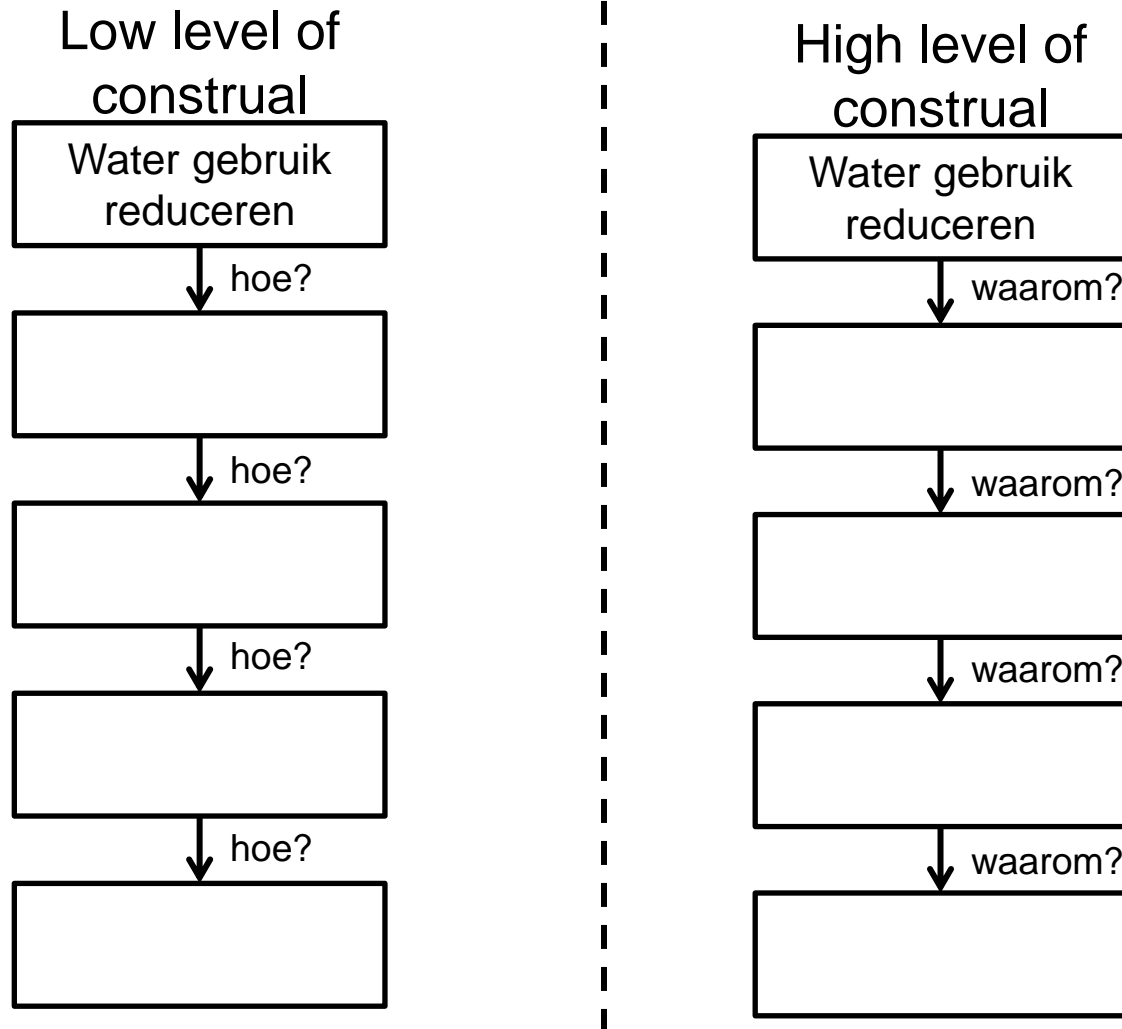 Low level of
construal
Water gebruik
reduceren
hoe?
hoe?
hoe?
hoe?
High level of
construal
Water gebruik
reduceren
waarom?
waarom?
waarom?
waarom?